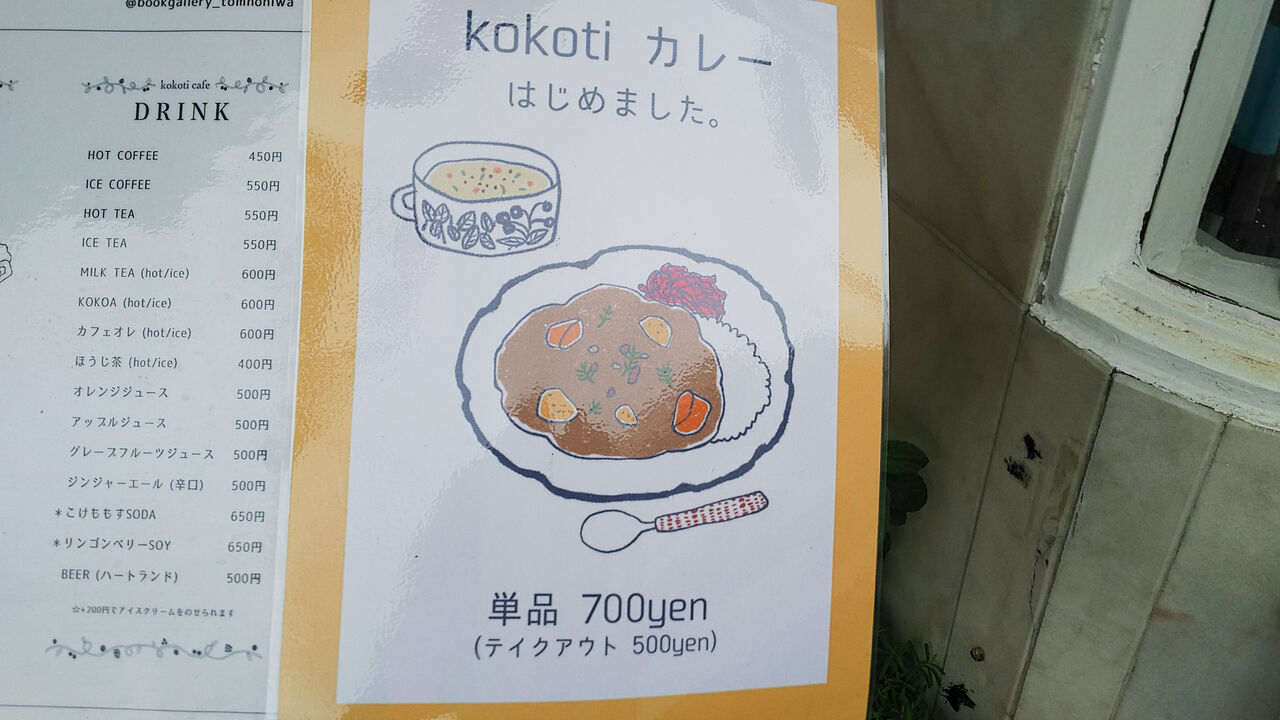 @bookgallery_tomnoniwa
kokoti cafe
DRINK
HOT COFFEE 450円
ICE COFFEE 550円
HOT TEA 550円
ICE TEA 550円
MILK TEA (hot/ice) 600円
KOKOA (hot/ice) 600円
カフェオレ (hot/ice) 600円
ほうじ茶 (hot/ice) 400円
オレンジジュース 500円
アップルジュース 500円
グレープフルーツジュース 500円
ジンジャーエール (辛口) 500円
*こけももすSODA 650円
*リンゴンベリーSOY 650円
BEER (ハートランド) 500円
☆+200円でアイスクリームをのせられます
kokoti カレー
はじめました。
単品 700yen
(テイクアウト 500yen)